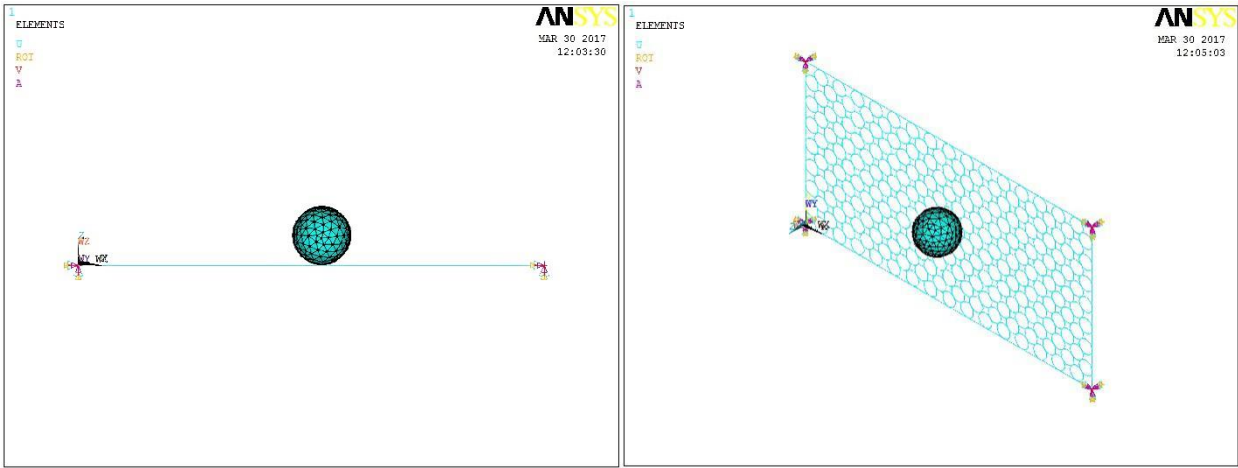 1
ELEMENTS
ANSYS
MAR 30 2017
12:03:30
U
ROT
V
A
Z
WZ
WY WX
1
ELEMENTS
ANSYS
MAR 30 2017
12:05:03
U
ROT
V
A
WY
WX